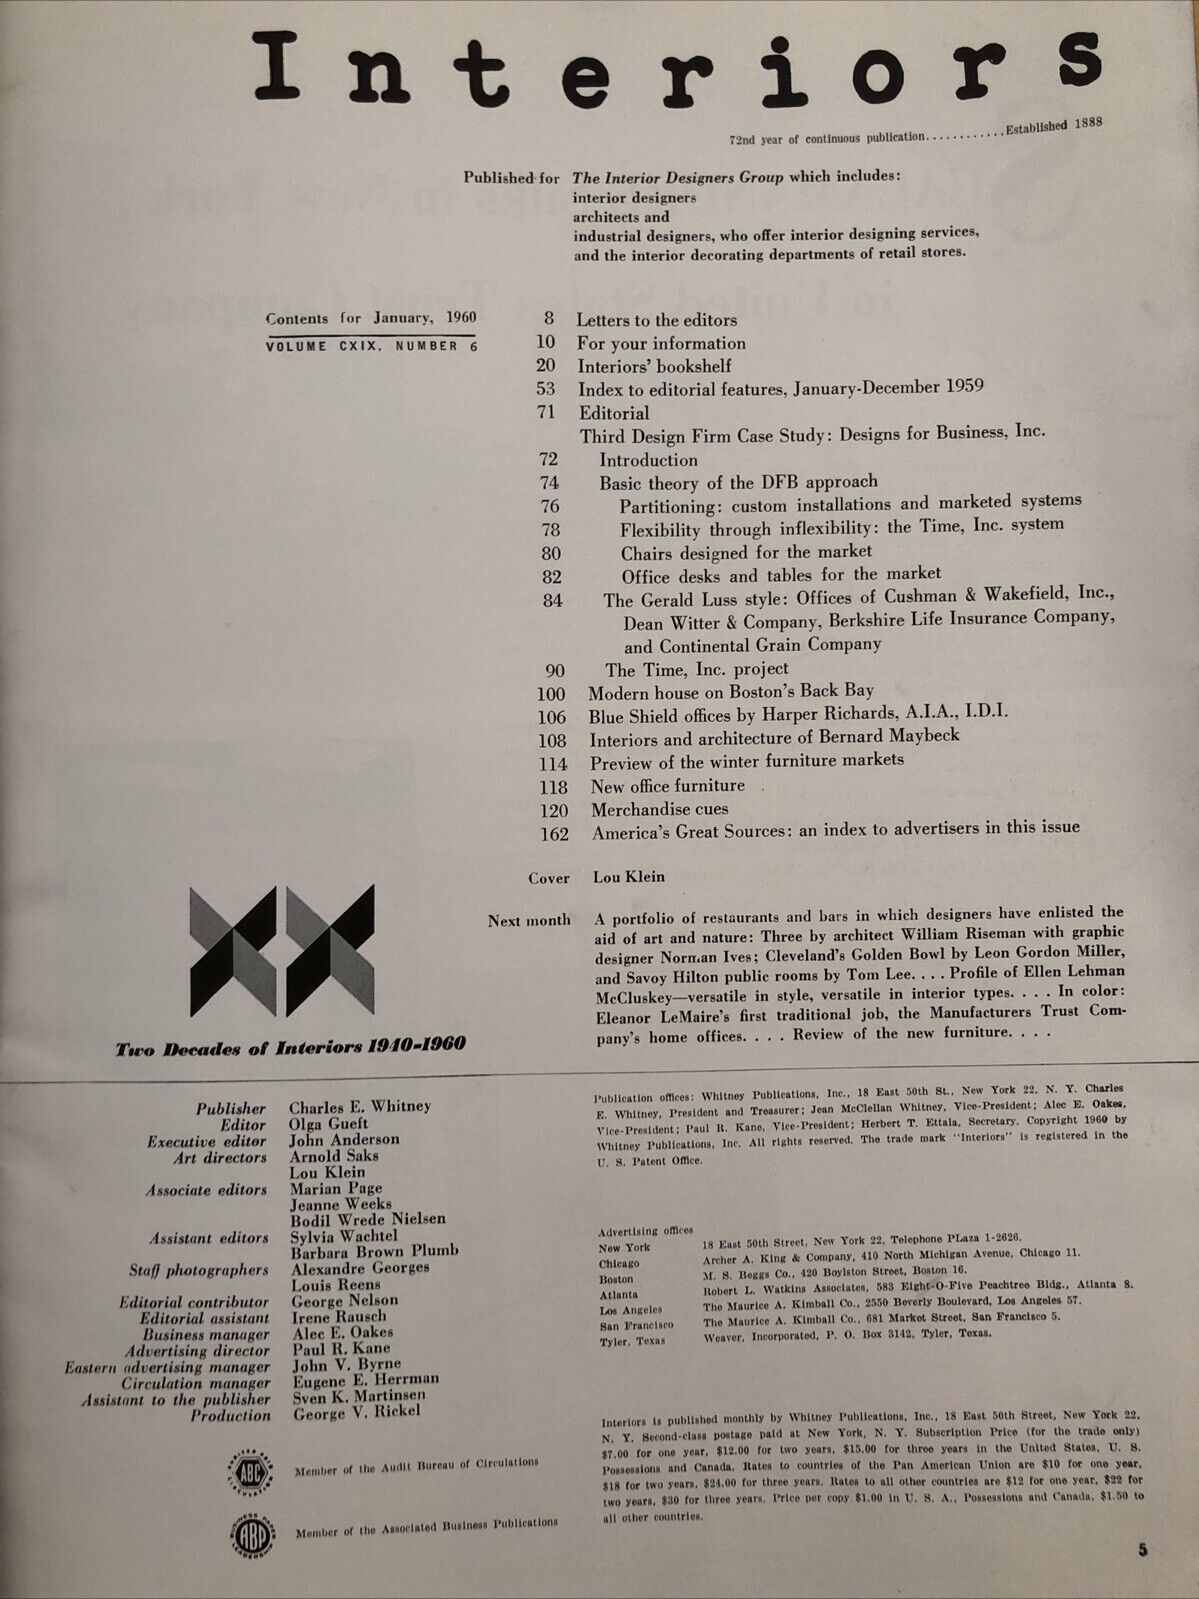 Interiors
72nd year of continuous publication............Established 1888
Published for The Interior Designers Group which includes:
interior designers
architects and
industrial designers, who offer interior designing services,
and the interior decorating departments of retail stores.
Contents for January, 1960
VOLUME CXIX, NUMBER 6
8 Letters to the editors
10 For your information
20 Interiors' bookshelf
53 Index to editorial features, January-December 1959
71 Editorial
Third Design Firm Case Study: Designs for Business, Inc.
72 Introduction
74 Basic theory of the DFB approach
76 Partitioning: custom installations and marketed systems
78 Flexibility through inflexibility: the Time, Inc. system
80 Chairs designed for the market
82 Office desks and tables for the market
84 The Gerald Luss style: Offices of Cushman & Wakefield, Inc.,
Dean Witter & Company, Berkshire Life Insurance Company,
and Continental Grain Company
90 The Time, Inc. project
100 Modern house on Boston's Back Bay
106 Blue Shield offices by Harper Richards, A.I.A., I.D.I.
108 Interiors and architecture of Bernard Maybeck
114 Preview of the winter furniture markets
118 New office furniture
120 Merchandise cues
162 America's Great Sources: an index to advertisers in this issue
Cover Lou Klein
Next month A portfolio of restaurants and bars in which designers have enlisted the
aid of art and nature: Three by architect William Riseman with graphic
designer Norman Ives; Cleveland's Golden Bowl by Leon Gordon Miller,
and Savoy Hilton public rooms by Tom Lee. . . . Profile of Ellen Lehman
McCluskey—versatile in style, versatile in interior types. . . . In color:
Eleanor LeMaire's first traditional job, the Manufacturers Trust Com-
pany's home offices. . . . Review of the new furniture. . . .
XX
Two Decades of Interiors 1940-1960
Publisher Charles E. Whitney
Editor Olga Gueft
Executive editor John Anderson
Art directors Arnold Saks
Lou Klein
Associate editors Marian Page
Jeanne Weeks
Bodil Wrede Nielsen
Assistant editors Sylvia Wachtel
Barbara Brown Plumb
Staff photographers Alexandre Georges
Louis Reens
Editorial contributor George Nelson
Editorial assistant Irene Rausch
Business manager Alec E. Oakes
Advertising director Paul R. Kane
Eastern advertising manager John V. Byrne
Circulation manager Eugene E. Herrman
Assistant to the publisher Sven K. Martinsen
Production George V. Rickel
AUDIT BUREAU CIRCULATIONS
ABC
Member of the Audit Bureau of Circulations
BUSINESS PAPER LEADERSHIP
ABP
Member of the Associated Business Publications
Publication offices: Whitney Publications, Inc., 18 East 50th St., New York 22, N. Y. Charles
E. Whitney, President and Treasurer; Jean McClellan Whitney, Vice-President; Alec E. Oakes,
Vice-President; Paul R. Kane, Vice-President; Herbert T. Ettala, Secretary. Copyright 1960 by
Whitney Publications, Inc. All rights reserved. The trade mark "Interiors" is registered in the
U. S. Patent Office.
Advertising offices
New York 18 East 50th Street, New York 22, Telephone PLaza 1-2626.
Chicago Archer A. King & Company, 410 North Michigan Avenue, Chicago 11.
Boston M. S. Beggs Co., 420 Boylston Street, Boston 16.
Atlanta Robert L. Watkins Associates, 583 Eight-O-Five Peachtree Bldg., Atlanta 8.
Los Angeles The Maurice A. Kimball Co., 2550 Beverly Boulevard, Los Angeles 57.
San Francisco The Maurice A. Kimball Co., 681 Market Street, San Francisco 5.
Tyler, Texas Weaver, Incorporated, P. O. Box 3142, Tyler, Texas.
Interiors is published monthly by Whitney Publications, Inc., 18 East 50th Street, New York 22,
N. Y. Second-class postage paid at New York, N. Y. Subscription Price (for the trade only)
$7.00 for one year, $12.00 for two years, $15.00 for three years in the United States, U. S.
Possessions and Canada. Rates to countries of the Pan American Union are $10 for one year,
$18 for two years, $24.00 for three years. Rates to all other countries are $12 for one year, $22 for
two years, $30 for three years. Price per copy $1.00 in U. S. A., Possessions and Canada, $1.50 to
all other countries.
5